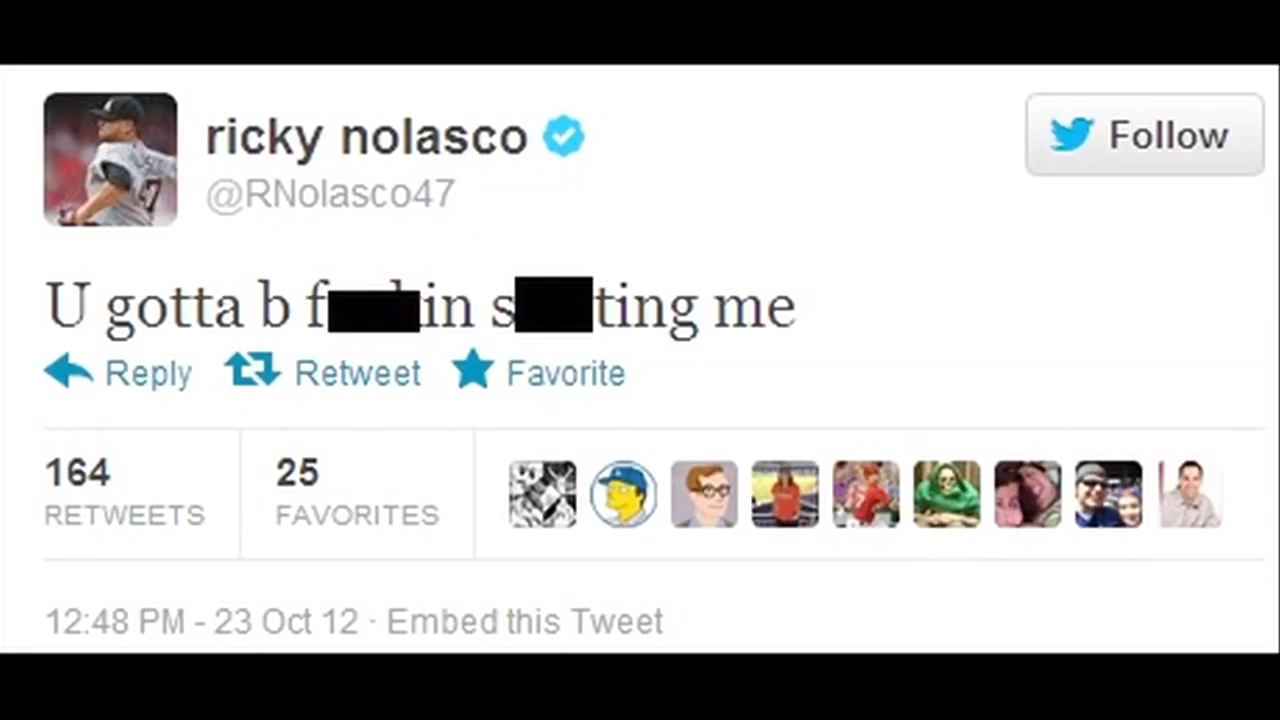 ricky nolasco
@RNolasco47
Follow
U gotta b f in s ting me
Reply Retweet Favorite
164 25
RETWEETS FAVORITES
12:48 PM - 23 Oct 12 · Embed this Tweet